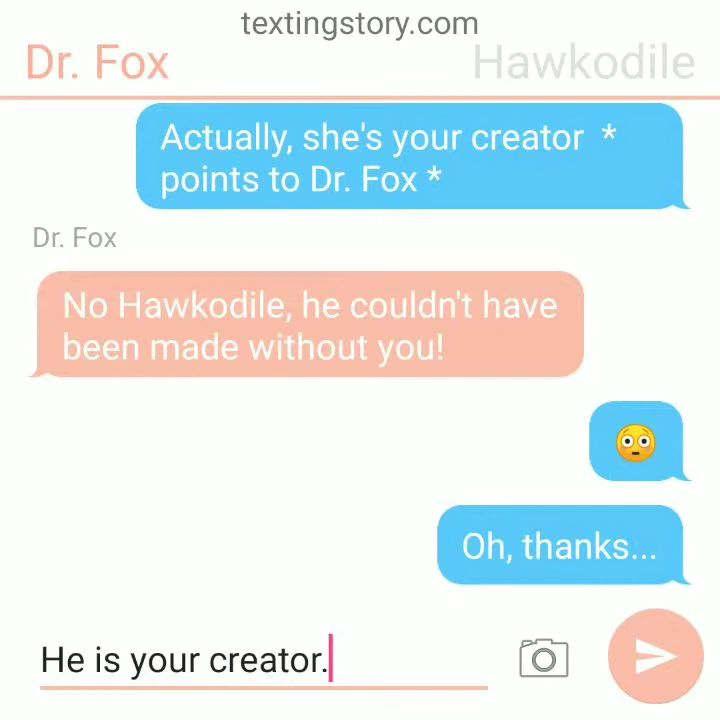 textingstory.com
Dr. Fox
Hawkodile
Actually, she's your creator *
points to Dr. Fox *
Dr. Fox
No Hawkodile, he couldn't have
been made without you!
😳
Oh, thanks...
He is your creator.